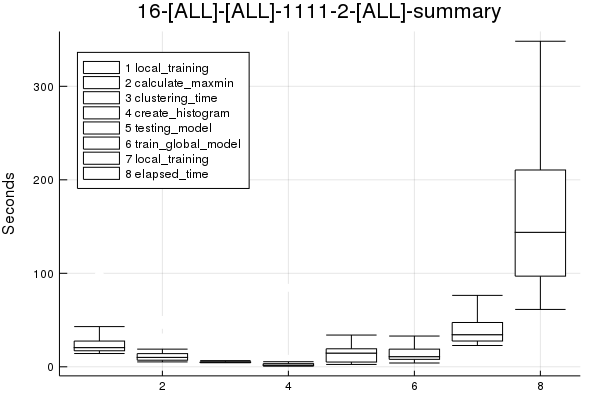 16-[ALL]-[ALL]-1111-2-[ALL]-summary
Seconds
300
200
100
0
1 local_training
2 calculate_maxmin
3 clustering_time
4 create_histogram
5 testing_model
6 train_global_model
7 local_training
8 elapsed_time
2
4
6
8